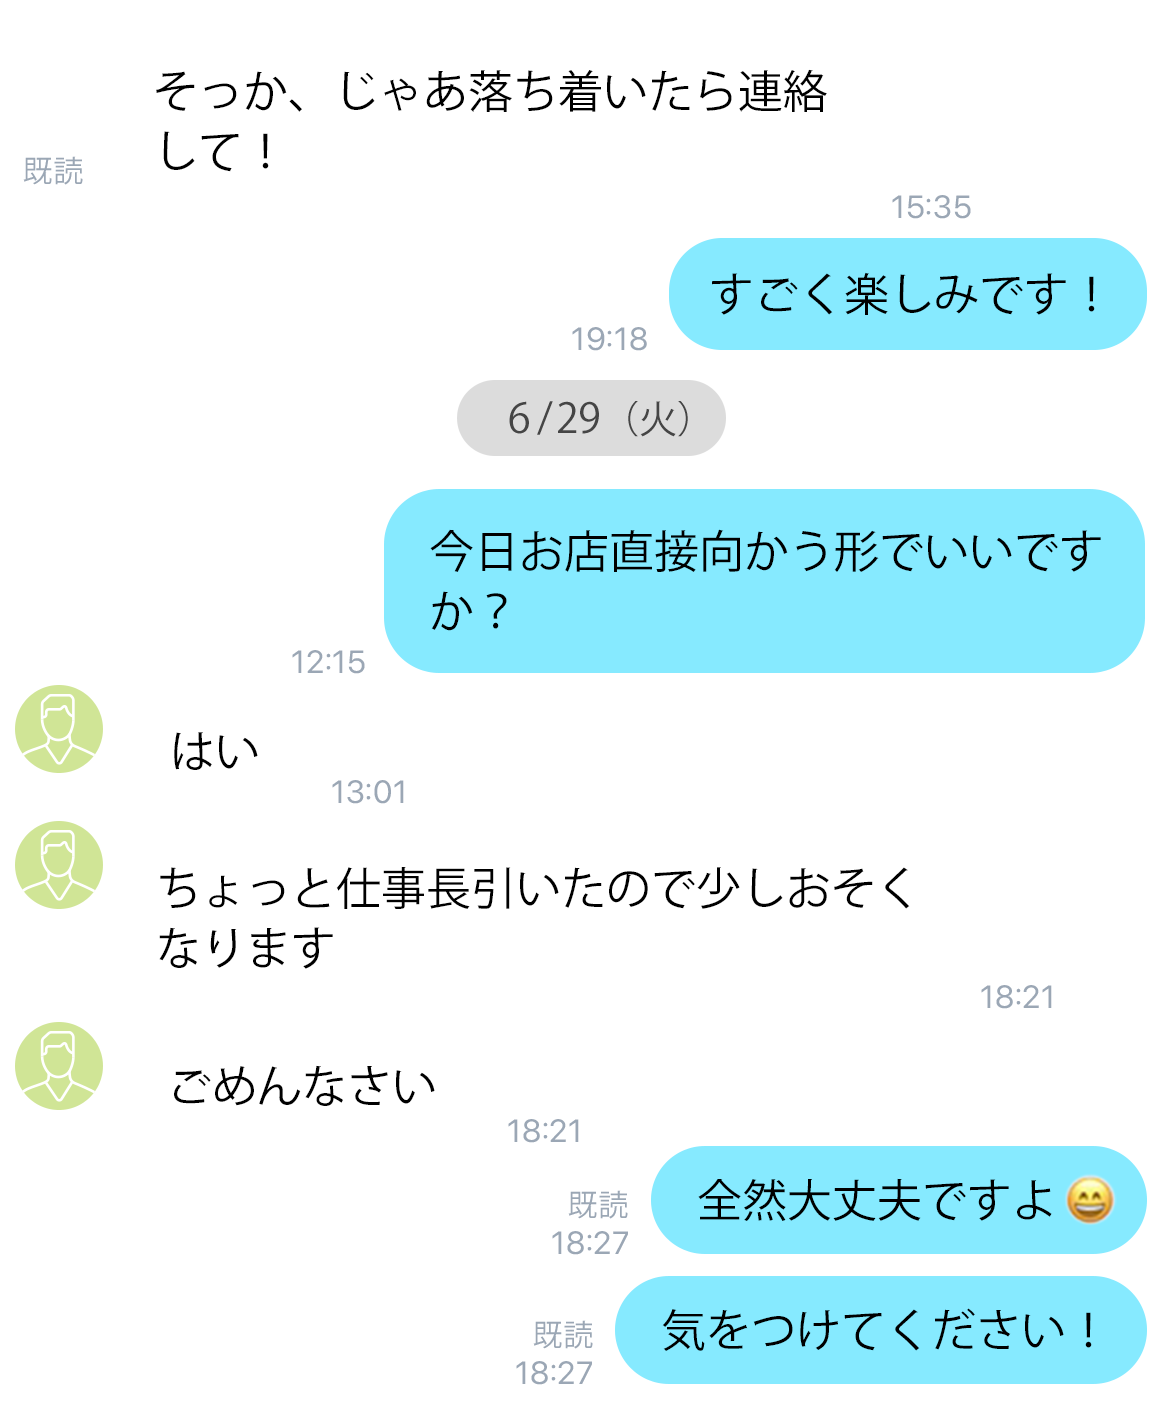 そっか、じゃあ落ち着いたら連絡
して！
既読
15:35
すごく楽しみです！
19:18
6/29（火）
今日お店直接向かう形でいいです
か？
12:15
はい
13:01
ちょっと仕事長引いたので少しおそく
なります
18:21
ごめんなさい
18:21
全然大丈夫ですよ😄
既読
18:27
気をつけてください！
既読
18:27